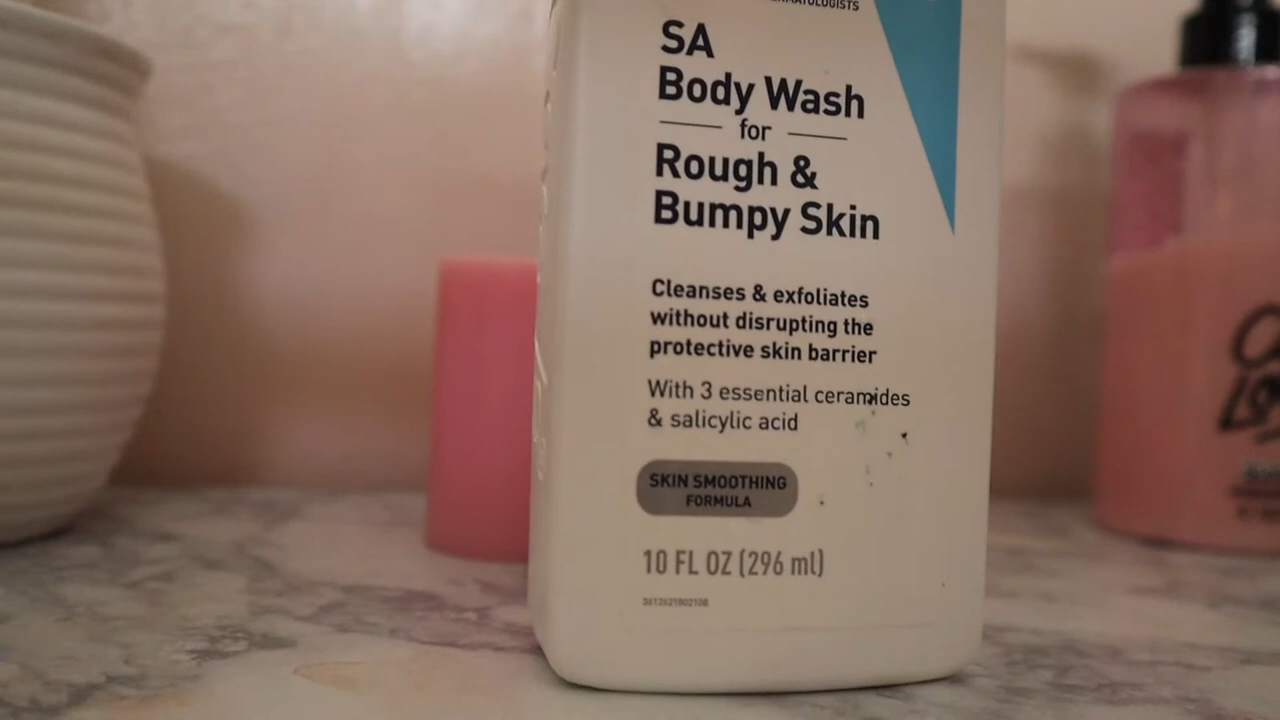 SA
Body Wash
for
Rough &
Bumpy Skin
Cleanses & exfoliates
without disrupting the
protective skin barrier
With 3 essential ceramides
& salicylic acid
SKIN SMOOTHING
FORMULA
10 FL OZ (296 ml)